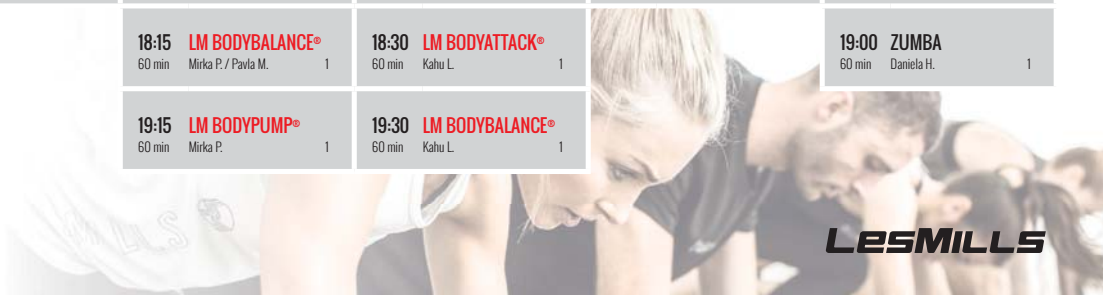 18:15 LM BODYBALANCE®
60 min Mirka P. / Pavla M. 1
18:30 LM BODYATTACK®
60 min Kahu L. 1
19:00 ZUMBA
60 min Daniela H. 1
19:15 LM BODYPUMP®
60 min Mirka P. 1
19:30 LM BODYBALANCE®
60 min Kahu L. 1
LesMILLS